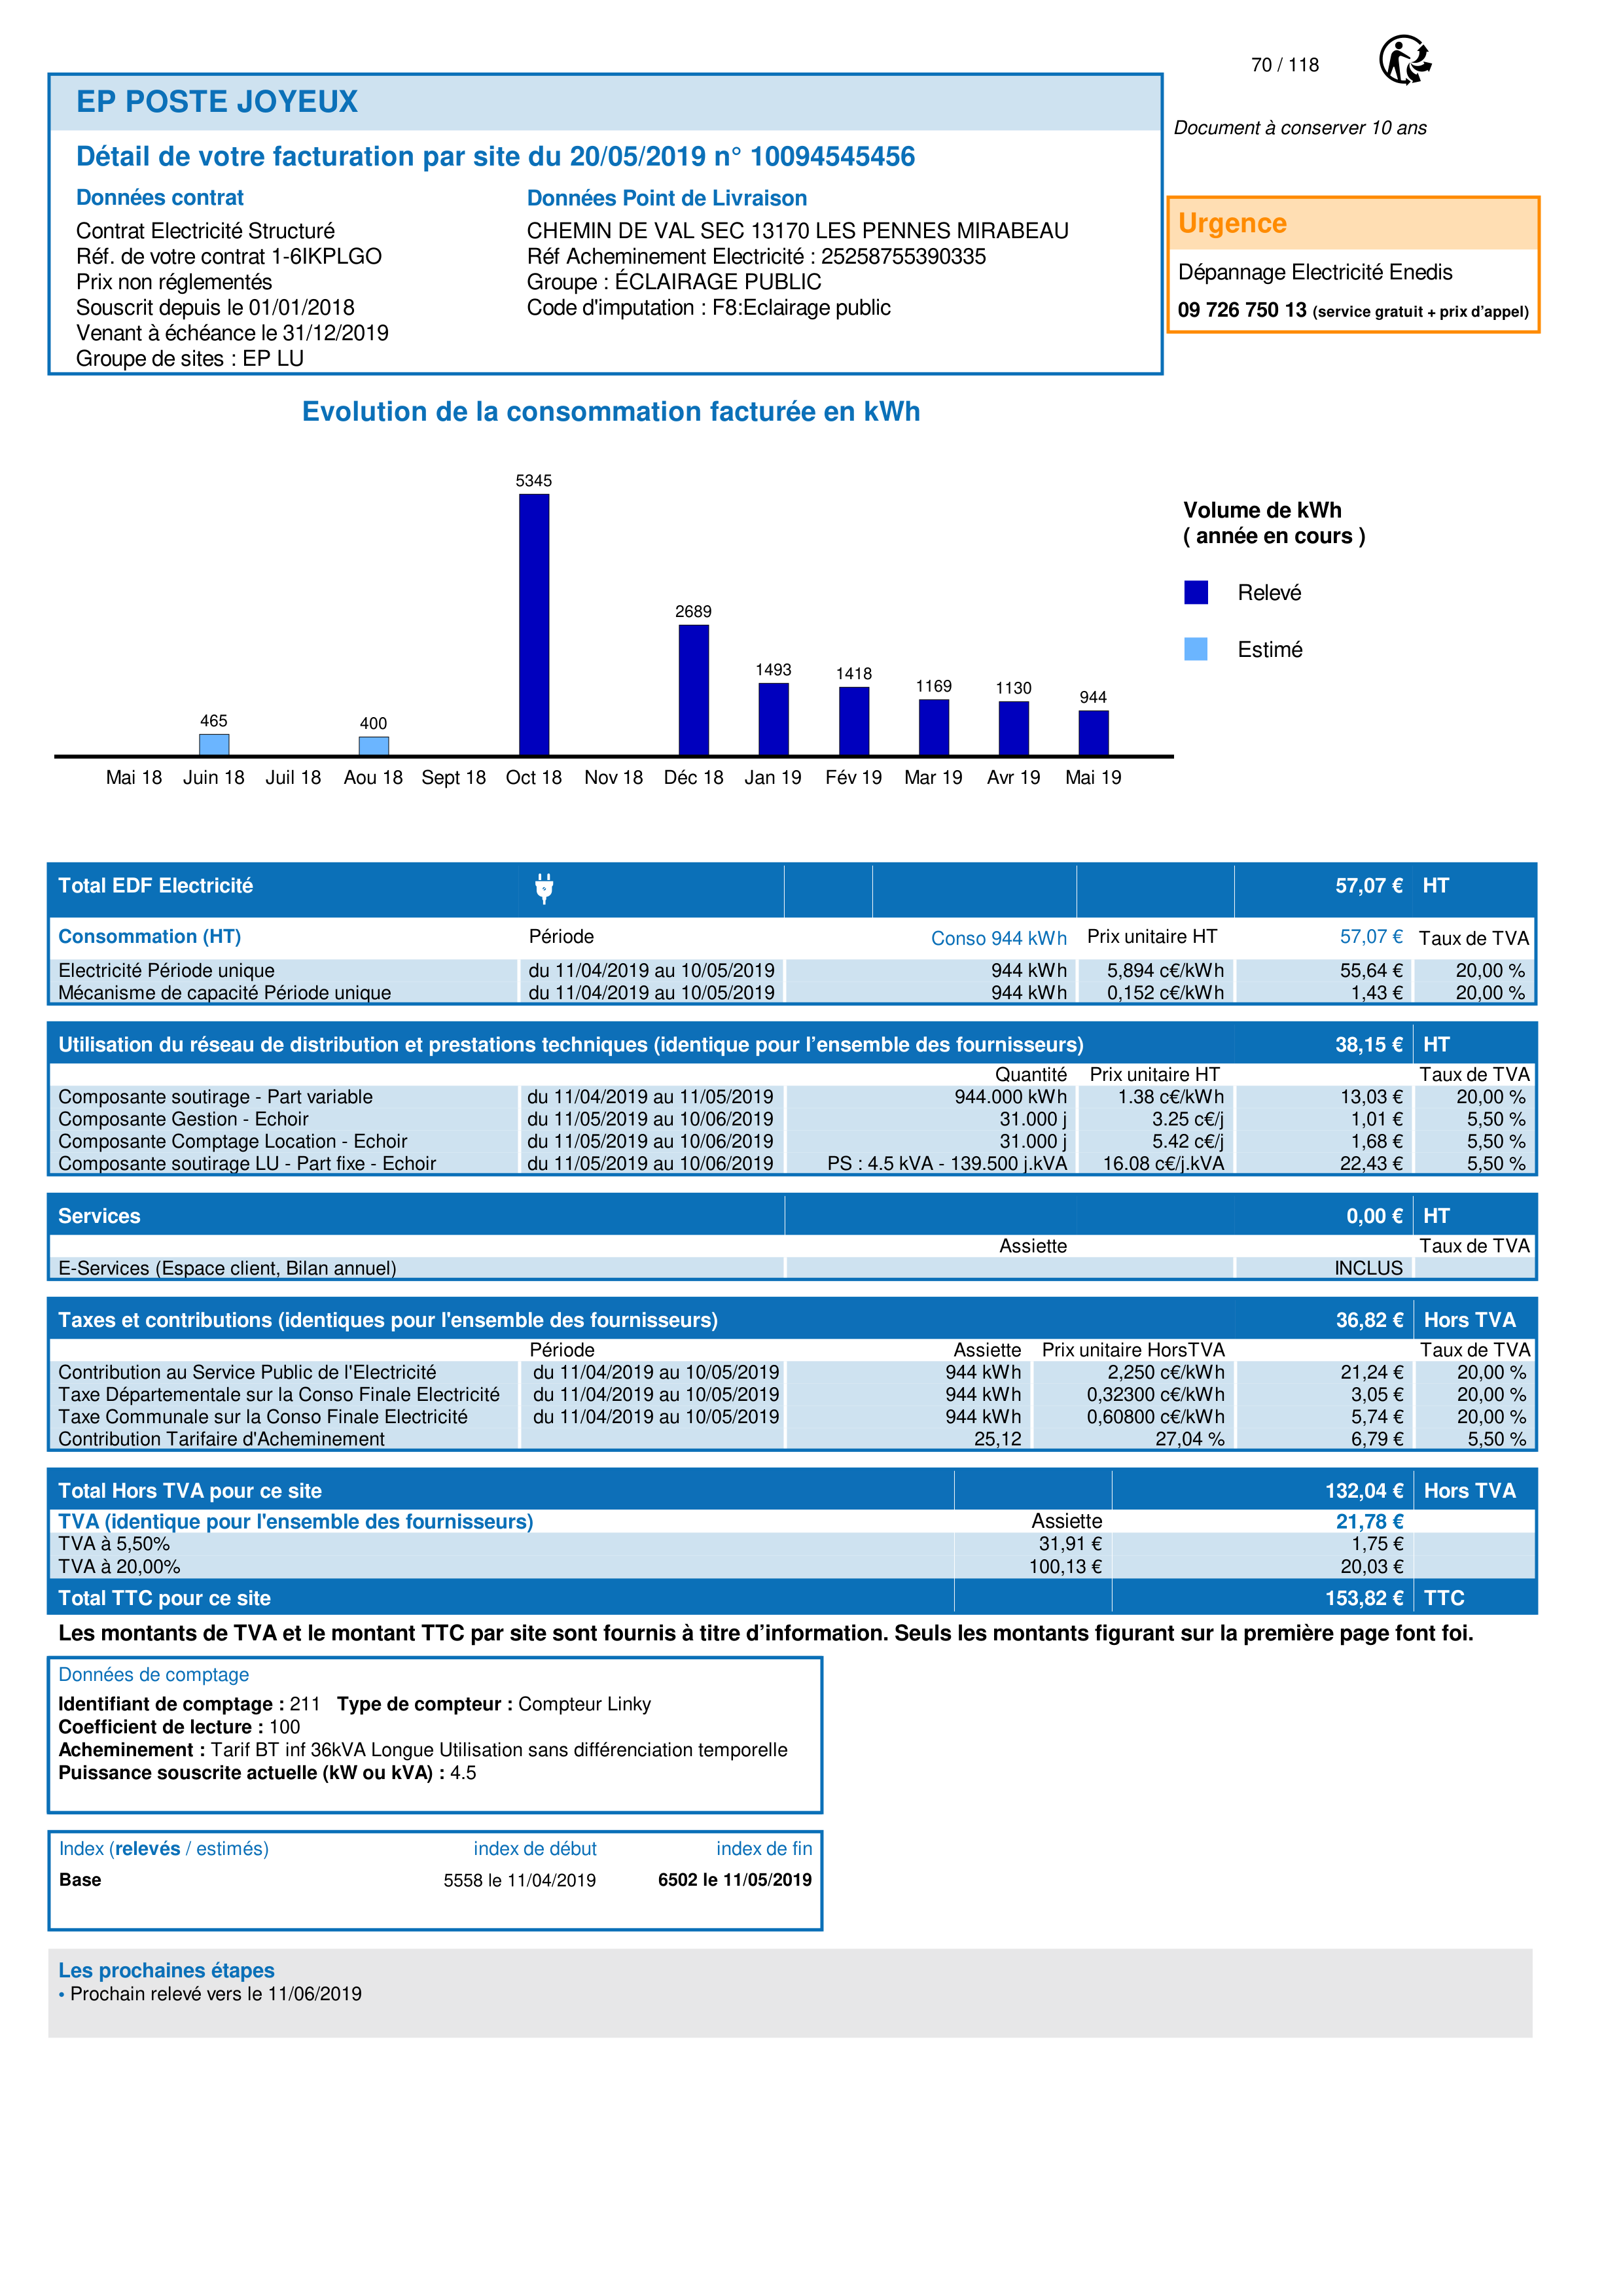 70 / 118
EP POSTE JOYEUX
Document à conserver 10 ans
Détail de votre facturation par site du 20/05/2019 n° 10094545456
Données contrat
Contrat Electricité Structuré
Réf. de votre contrat 1-6IKPLGO
Prix non réglementés
Souscrit depuis le 01/01/2018
Venant à échéance le 31/12/2019
Groupe de sites : EP LU
Données Point de Livraison
CHEMIN DE VAL SEC 13170 LES PENNES MIRABEAU
Réf Acheminement Electricité : 25258755390335
Groupe : ÉCLAIRAGE PUBLIC
Code d'imputation : F8:Eclairage public
Urgence
Dépannage Electricité Enedis
09 726 750 13 (service gratuit + prix d’appel)
Evolution de la consommation facturée en kWh
465 400 5345 2689 1493 1418 1169 1130 944
Mai 18 Juin 18 Juil 18 Aou 18 Sept 18 Oct 18 Nov 18 Déc 18 Jan 19 Fév 19 Mar 19 Avr 19 Mai 19
Volume de kWh
( année en cours )
Relevé
Estimé
Total EDF Electricité 57,07 € HT
Consommation (HT) Période Conso 944 kWh Prix unitaire HT 57,07 € Taux de TVA
Electricité Période unique du 11/04/2019 au 10/05/2019 944 kWh 5,894 c€/kWh 55,64 € 20,00 %
Mécanisme de capacité Période unique du 11/04/2019 au 10/05/2019 944 kWh 0,152 c€/kWh 1,43 € 20,00 %
Utilisation du réseau de distribution et prestations techniques (identique pour l’ensemble des fournisseurs) 38,15 € HT
Quantité Prix unitaire HT Taux de TVA
Composante soutirage - Part variable du 11/04/2019 au 11/05/2019 944.000 kWh 1.38 c€/kWh 13,03 € 20,00 %
Composante Gestion - Echoir du 11/05/2019 au 10/06/2019 31.000 j 3.25 c€/j 1,01 € 5,50 %
Composante Comptage Location - Echoir du 11/05/2019 au 10/06/2019 31.000 j 5.42 c€/j 1,68 € 5,50 %
Composante soutirage LU - Part fixe - Echoir du 11/05/2019 au 10/06/2019 PS : 4.5 kVA - 139.500 j.kVA 16.08 c€/j.kVA 22,43 € 5,50 %
Services 0,00 € HT
Assiette Taux de TVA
E-Services (Espace client, Bilan annuel) INCLUS
Taxes et contributions (identiques pour l'ensemble des fournisseurs) 36,82 € Hors TVA
Période Assiette Prix unitaire HorsTVA Taux de TVA
Contribution au Service Public de l'Electricité du 11/04/2019 au 10/05/2019 944 kWh 2,250 c€/kWh 21,24 € 20,00 %
Taxe Départementale sur la Conso Finale Electricité du 11/04/2019 au 10/05/2019 944 kWh 0,32300 c€/kWh 3,05 € 20,00 %
Taxe Communale sur la Conso Finale Electricité du 11/04/2019 au 10/05/2019 944 kWh 0,60800 c€/kWh 5,74 € 20,00 %
Contribution Tarifaire d'Acheminement 25,12 27,04 % 6,79 € 5,50 %
Total Hors TVA pour ce site 132,04 € Hors TVA
TVA (identique pour l'ensemble des fournisseurs) Assiette 21,78 €
TVA à 5,50% 31,91 € 1,75 €
TVA à 20,00% 100,13 € 20,03 €
Total TTC pour ce site 153,82 € TTC
Les montants de TVA et le montant TTC par site sont fournis à titre d’information. Seuls les montants figurant sur la première page font foi.
Données de comptage
Identifiant de comptage : 211 Type de compteur : Compteur Linky
Coefficient de lecture : 100
Acheminement : Tarif BT inf 36kVA Longue Utilisation sans différenciation temporelle
Puissance souscrite actuelle (kW ou kVA) : 4.5
Index (relevés / estimés) index de début index de fin
Base 5558 le 11/04/2019 6502 le 11/05/2019
Les prochaines étapes
• Prochain relevé vers le 11/06/2019